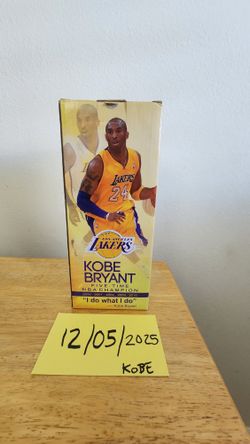 LAKERS
24
LOS ANGELES
LAKERS
KOBE
BRYANT
FIVE-TIME
NBA CHAMPION
"I do what I do"
12/05/2025
KOBE